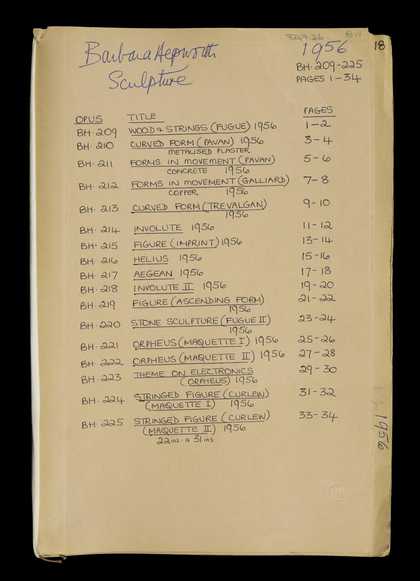 Barbara Hepworth
Sculpture
1956
18
BH. 209-225
PAGES 1-34
OPUS TITLE PAGES
BH. 209 WOOD & STRINGS (FUGUE) 1956 1-2
BH. 210 CURVED FORM (PAVAN) 1956 3-4
METALISED PLASTER
BH. 211 FORMS IN MOVEMENT (PAVAN) 5-6
CONCRETE 1956
BH. 212 FORMS IN MOVEMENT (GALLIARD) 7-8
COPPER 1956
BH. 213 CURVED FORM (TREVALGAN) 9-10
1956
BH. 214 INVOLUTE 1956 11-12
BH. 215 FIGURE (IMPRINT) 1956 13-14
BH. 216 HELIUS 1956 15-16
BH. 217 AEGEAN 1956 17-18
BH. 218 INVOLUTE II 1956 19-20
BH. 219 FIGURE (ASCENDING FORM) 21-22
1956
BH. 220 STONE SCULPTURE (FUGUE II) 23-24
1956
BH. 221 ORPHEUS (MAQUETTE I) 1956 25-26
BH. 222 ORPHEUS (MAQUETTE II) 1956 27-28
BH. 223 THEME ON ELECTRONICS 29-30
(ORPHEUS) 1956
BH. 224 STRINGED FIGURE (CURLEW) 31-32
(MAQUETTE I) 1956
BH. 225 STRINGED FIGURE (CURLEW) 33-34
(MAQUETTE II) 1956
22 ins x 31 ins
1956